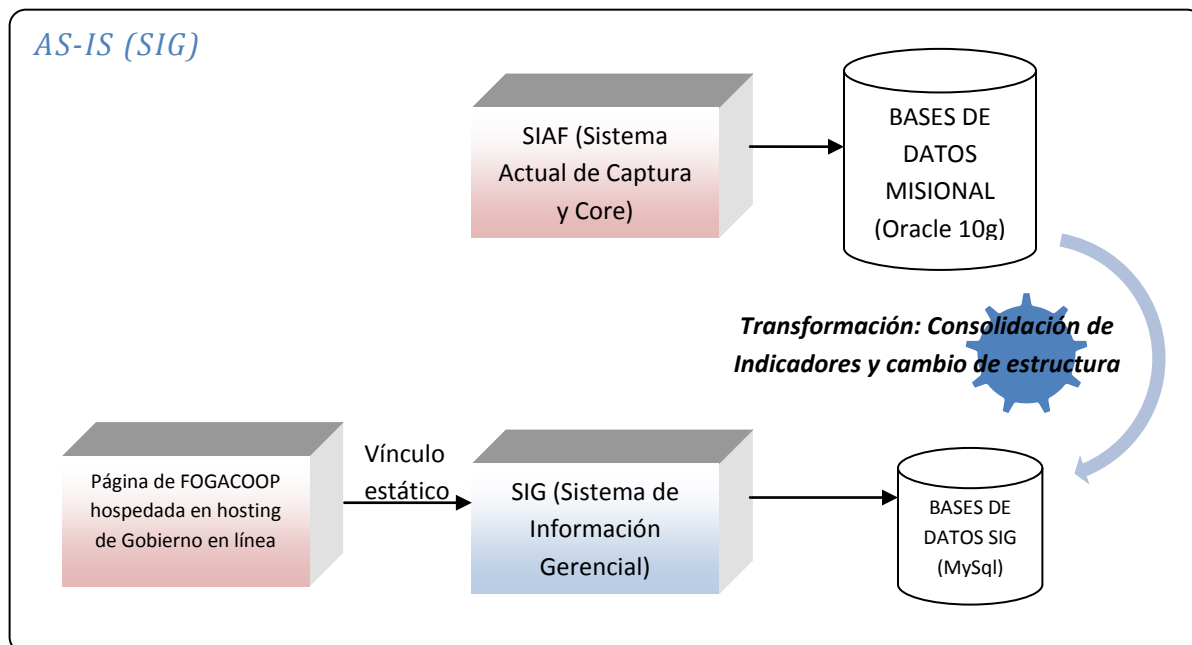 AS-IS (SIG)
SIAF (Sistema
Actual de Captura
y Core)
BASES DE
DATOS
MISIONAL
(Oracle 10g)
Transformación: Consolidación de
Indicadores y cambio de estructura
Página de FOGACOOP
hospedada en hosting
de Gobierno en línea
Vínculo
estático
SIG (Sistema de
Información
Gerencial)
BASES DE
DATOS SIG
(MySql)